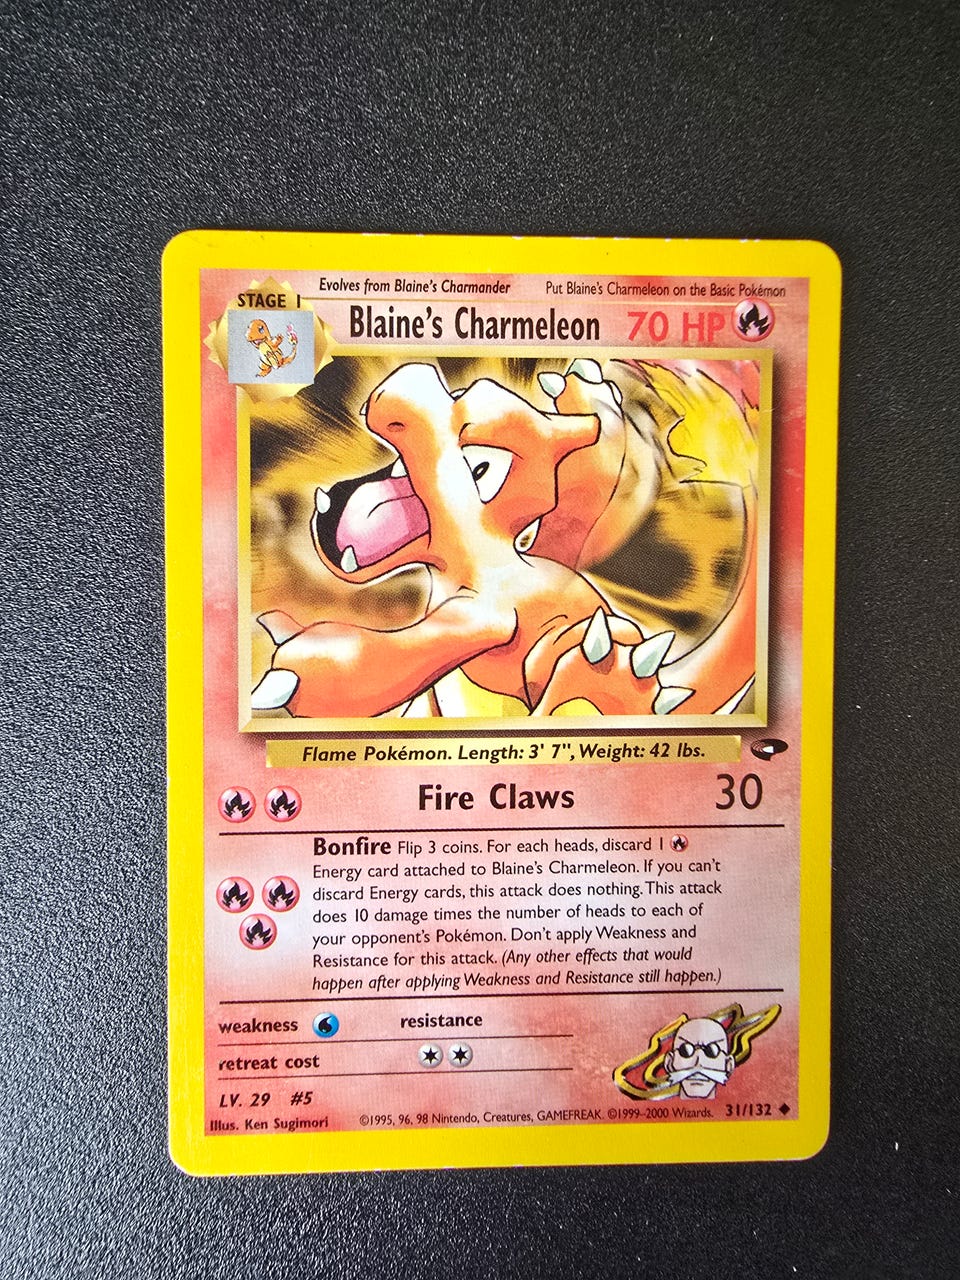 Evolves from Blaine's Charmander
Put Blaine's Charmeleon on the Basic Pokémon
STAGE 1
Blaine's Charmeleon
70 HP
Flame Pokémon. Length: 3' 7", Weight: 42 lbs.
Fire Claws 30
Bonfire Flip 3 coins. For each heads, discard 1
Energy card attached to Blaine's Charmeleon. If you can't
discard Energy cards, this attack does nothing. This attack
does 10 damage times the number of heads to each of
your opponent's Pokémon. Don't apply Weakness and
Resistance for this attack. (Any other effects that would
happen after applying Weakness and Resistance still happen.)
weakness
resistance
retreat cost
LV. 29 #5
Illus. Ken Sugimori
©1995, 96, 98 Nintendo, Creatures, GAMEFREAK. ©1999-2000 Wizards.
31/132